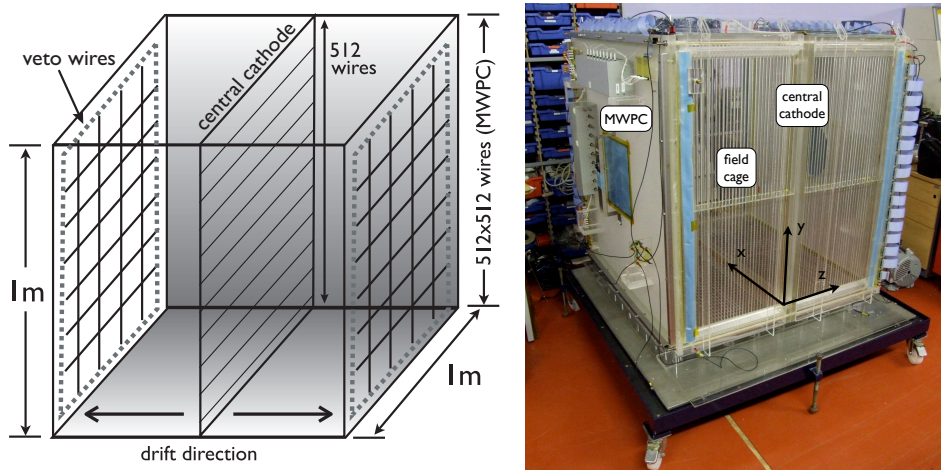 veto wires
central cathode
512
wires
512x512 wires (MWPC)
1m
1m
drift direction
MWPC
central
cathode
field
cage
y
x
z